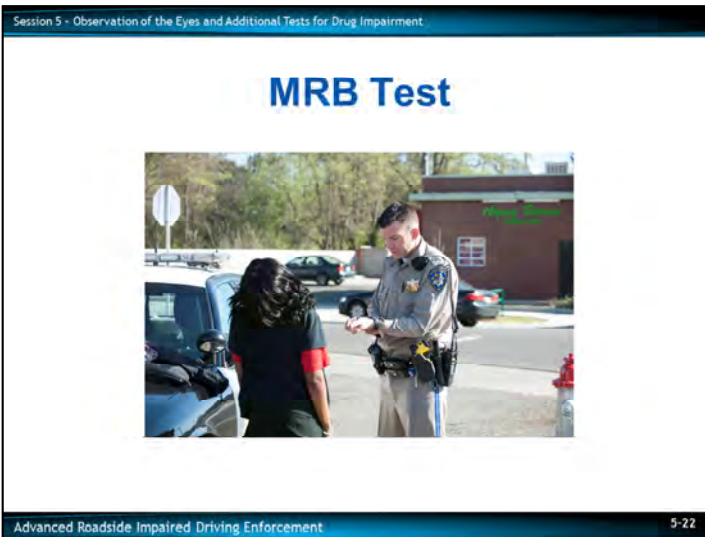 Session 5 - Observation of the Eyes and Additional Tests for Drug Impairment
MRB Test
Advanced Roadside Impaired Driving Enforcement
5-22